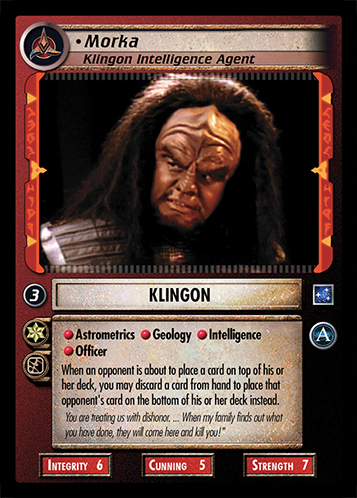 • Morka
Klingon Intelligence Agent
3
KLINGON
A
Astrometrics Geology Intelligence
Officer
When an opponent is about to place a card on top of his or
her deck, you may discard a card from hand to place that
opponent's card on the bottom of his or her deck instead.
You are treating us with dishonor. ... When my family finds out what
you have done, they will come here and kill you!"
INTEGRITY 6 CUNNING 5 STRENGTH 7